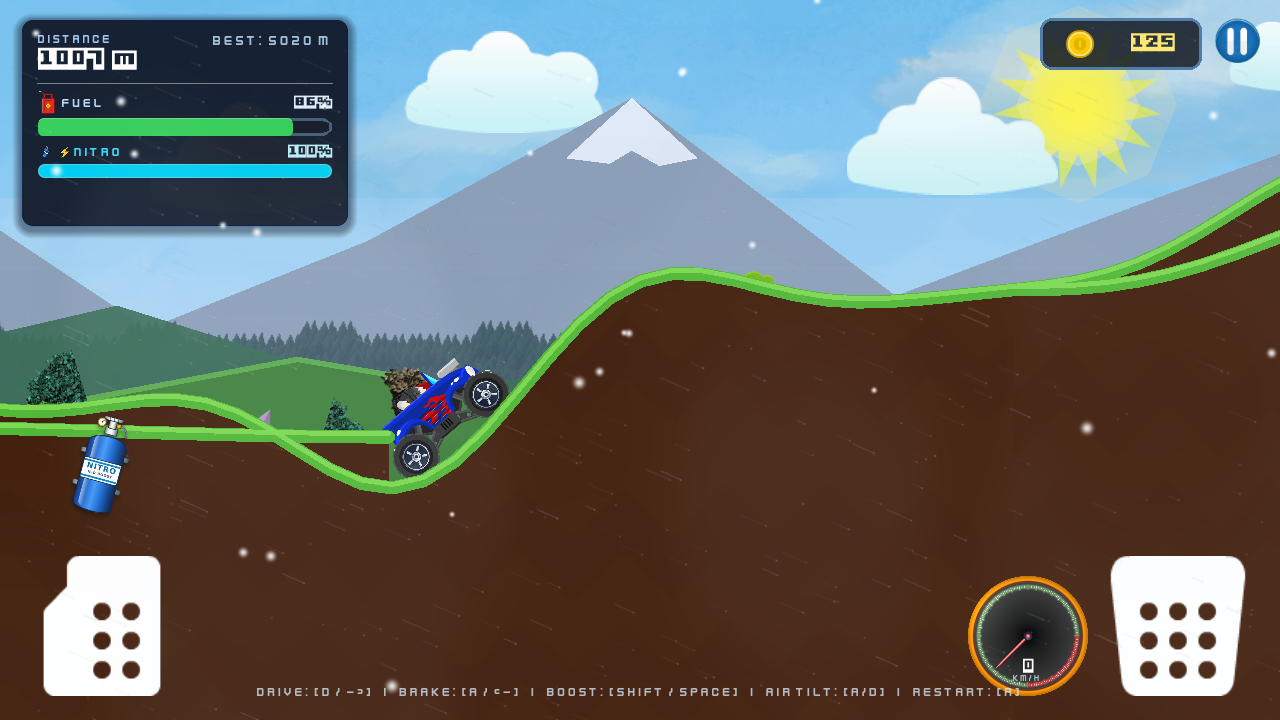 DISTANCE
BEST: 5020 M
1007 m
FUEL
86%
⚡NITRO
100%
125
NITRO
0
KM/H
DRIVE: [D / ->] | BRAKE: [A / <-] | BOOST: [SHIFT / SPACE] | AIR TILT: [A/D] | RESTART: [R]